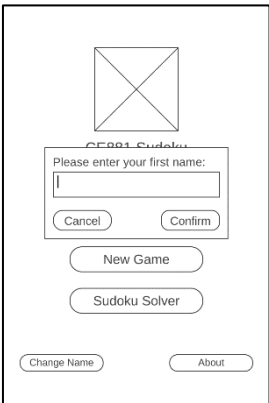 CE881 Sudoku
Please enter your first name:
Cancel
Confirm
New Game
Sudoku Solver
Change Name
About